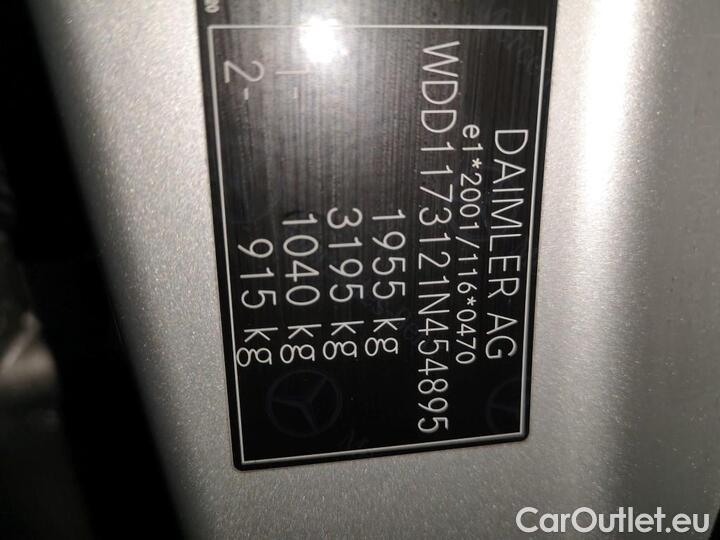 DAIMLER AG
e1*2001/116*0470
WDD1173121N454895
1955 kg
3195 kg
1- 1040 kg
2- 915 kg
CarOutlet.eu